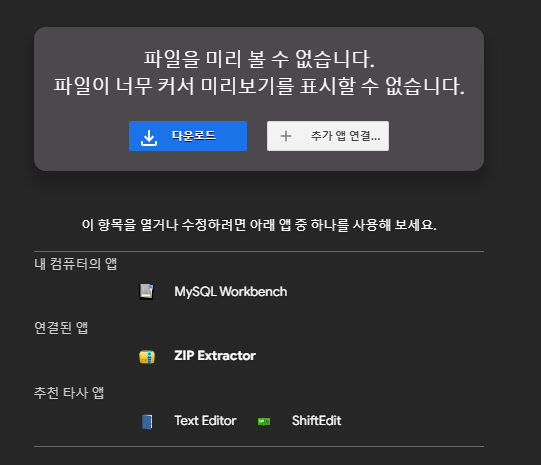 파일을 미리 볼 수 없습니다.
파일이 너무 커서 미리보기를 표시할 수 없습니다.
다운로드
추가 앱 연결...
이 항목을 열거나 수정하려면 아래 앱 중 하나를 사용해 보세요.
내 컴퓨터의 앱
MySQL Workbench
연결된 앱
ZIP Extractor
추천 타사 앱
Text Editor
ShiftEdit